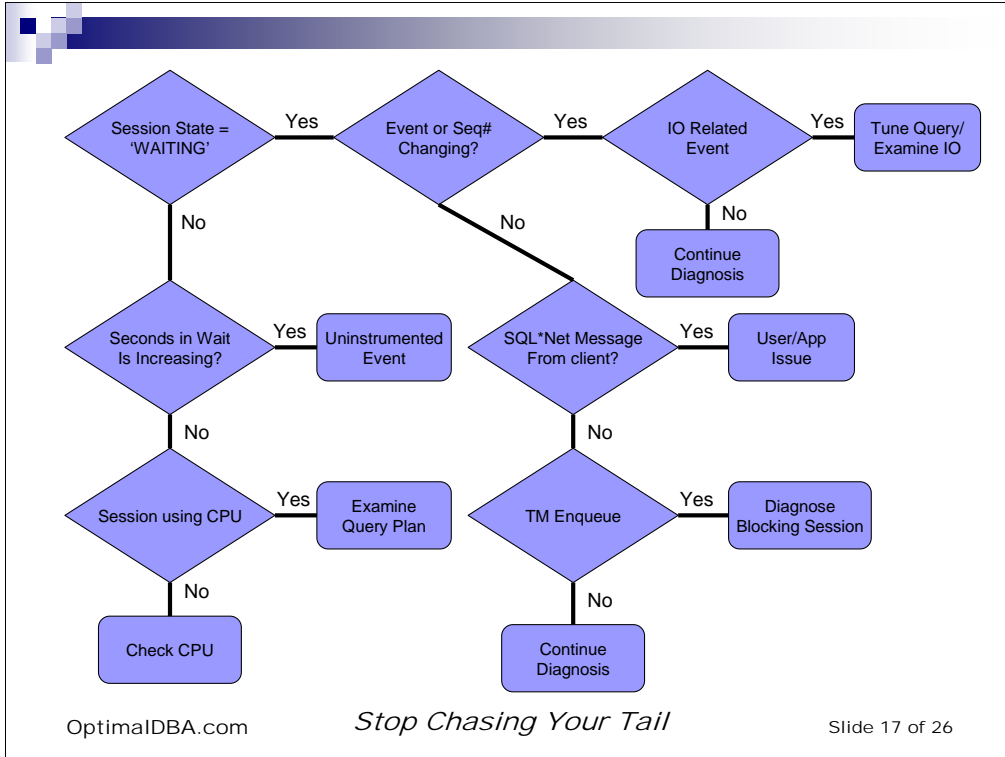 Session State =
‘WAITING’
Yes
Event or Seq#
Changing?
Yes
IO Related
Event
Yes
Tune Query/
Examine IO
No
No
No
Continue
Diagnosis
Seconds in Wait
Is Increasing?
Yes
Uninstrumented
Event
SQL*Net Message
From client?
Yes
User/App
Issue
No
No
Session using CPU
Yes
Examine
Query Plan
TM Enqueue
Yes
Diagnose
Blocking Session
No
No
Check CPU
Continue
Diagnosis
OptimalDBA.com
Stop Chasing Your Tail
Slide 17 of 26